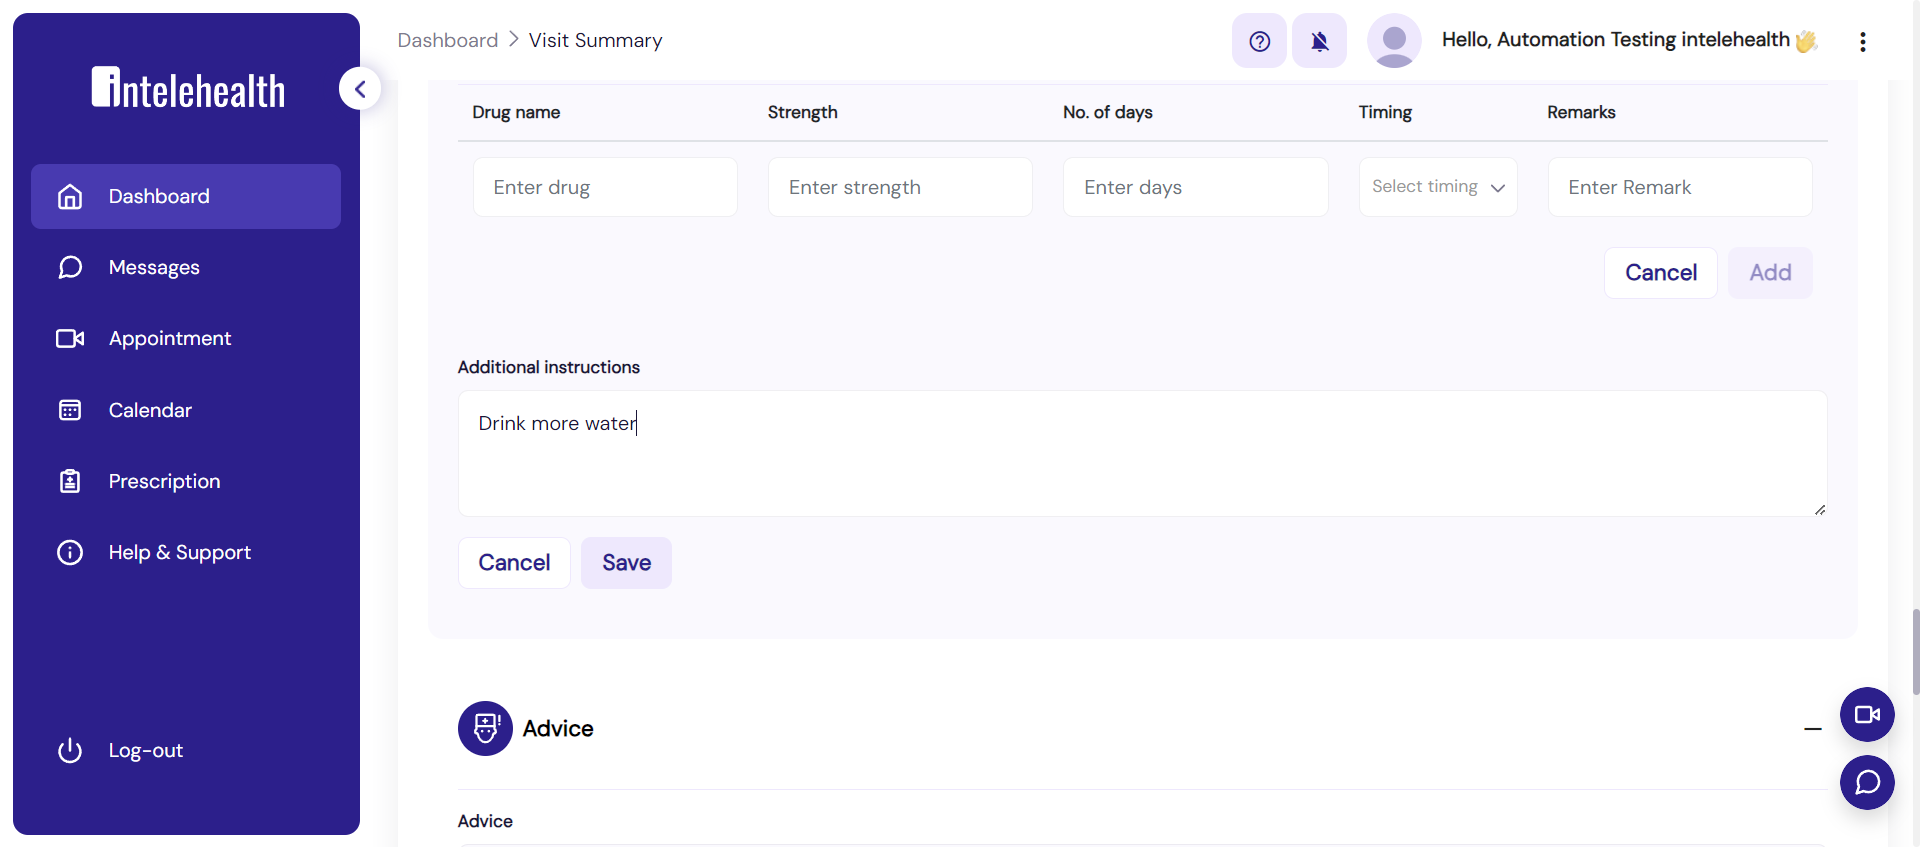 intelehealth
Dashboard
Messages
Appointment
Calendar
Prescription
Help & Support
Log-out
Dashboard > Visit Summary
Hello, Automation Testing intelehealth 👋
Drug name Strength No. of days Timing Remarks
Enter drug Enter strength Enter days Select timing Enter Remark
Cancel Add
Additional instructions
Drink more water
Cancel Save
Advice
Advice